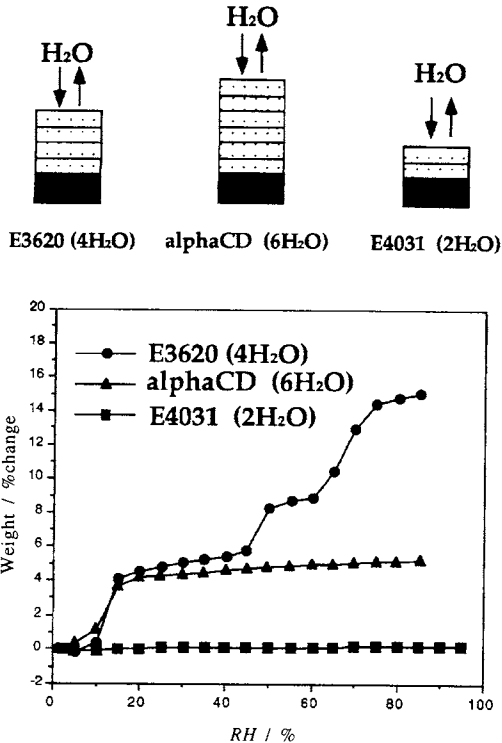 H₂O
H₂O
H₂O
E3620 (4H₂O) alphaCD (6H₂O) E4031 (2H₂O)
20
18
16
14
12
10
8
6
4
2
0
-2
Weight / %change
E3620 (4H₂O)
alphaCD (6H₂O)
E4031 (2H₂O)
0 20 40 60 80 100
RH / %